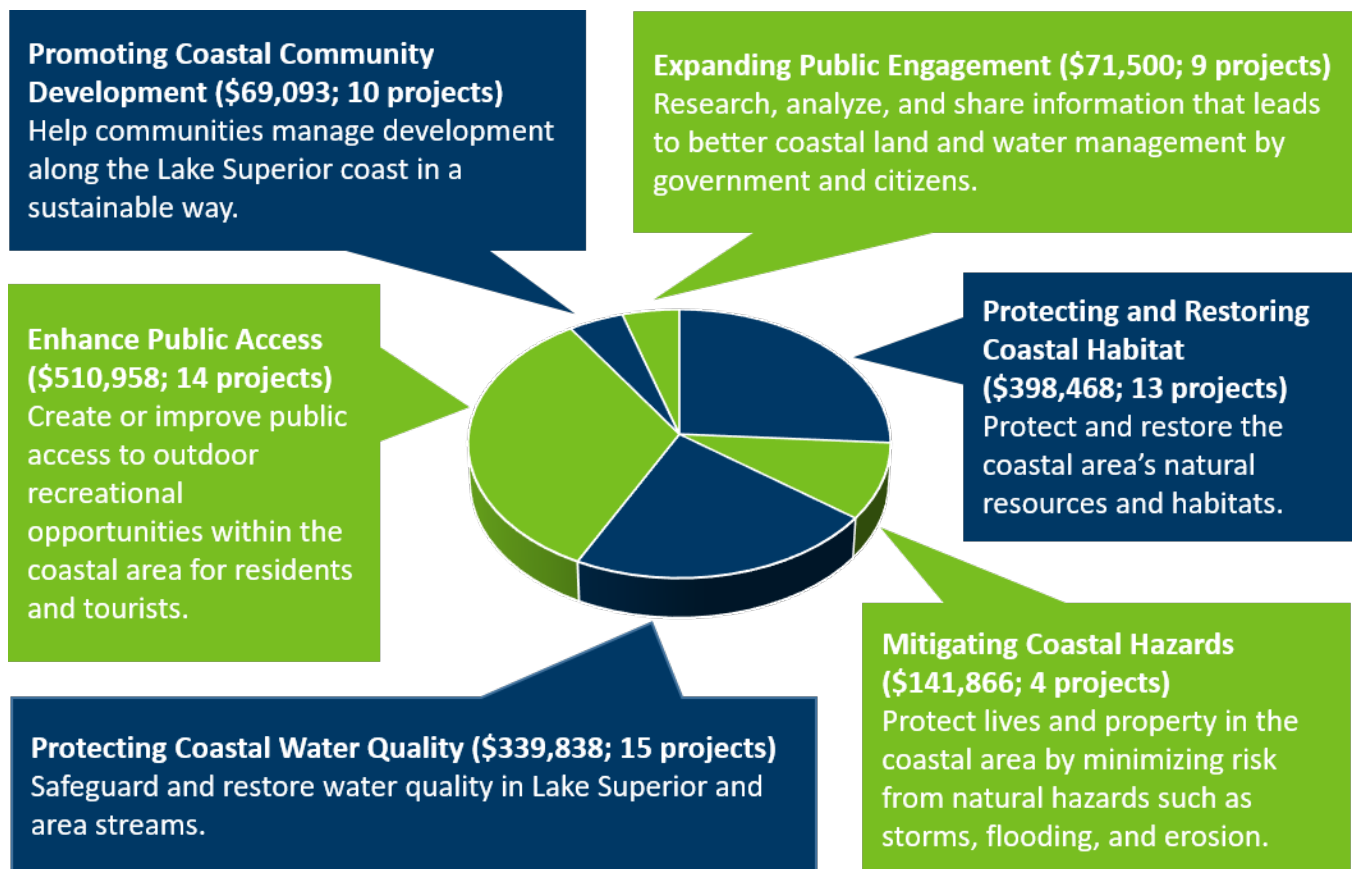 Promoting Coastal Community
Development ($69,093; 10 projects)
Help communities manage development
along the Lake Superior coast in a
sustainable way.
Expanding Public Engagement ($71,500; 9 projects)
Research, analyze, and share information that leads
to better coastal land and water management by
government and citizens.
Enhance Public Access
($510,958; 14 projects)
Create or improve public
access to outdoor
recreational
opportunities within the
coastal area for residents
and tourists.
Protecting and Restoring
Coastal Habitat
($398,468; 13 projects)
Protect and restore the
coastal area’s natural
resources and habitats.
Mitigating Coastal Hazards
($141,866; 4 projects)
Protect lives and property in the
coastal area by minimizing risk
from natural hazards such as
storms, flooding, and erosion.
Protecting Coastal Water Quality ($339,838; 15 projects)
Safeguard and restore water quality in Lake Superior and
area streams.